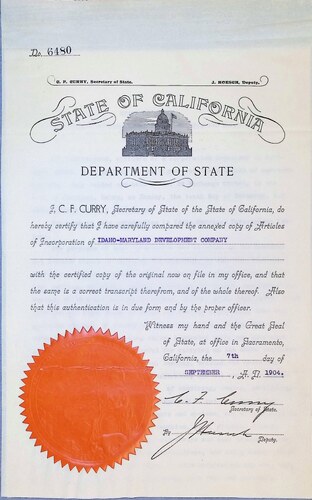 No. 6480
C. F. CURRY, Secretary of State.
J. HOESCH, Deputy.
STATE OF CALIFORNIA
DEPARTMENT OF STATE
I, C. F. CURRY, Secretary of State of the State of California, do
hereby certify that I have carefully compared the annexed copy of Articles
of Incorporation of IDAHO-MARYLAND DEVELOPMENT COMPANY
with the certified copy of the original now on file in my office, and that
the same is a correct transcript therefrom, and of the whole thereof. Also
that this authentication is in due form and by the proper officer.
Witness my hand and the Great Seal
of State, at office in Sacramento,
California, the 7th day of
SEPTEMBER, A. D. 1904.
C. F. Curry
Secretary of State.
By J. Hoesch
Deputy.